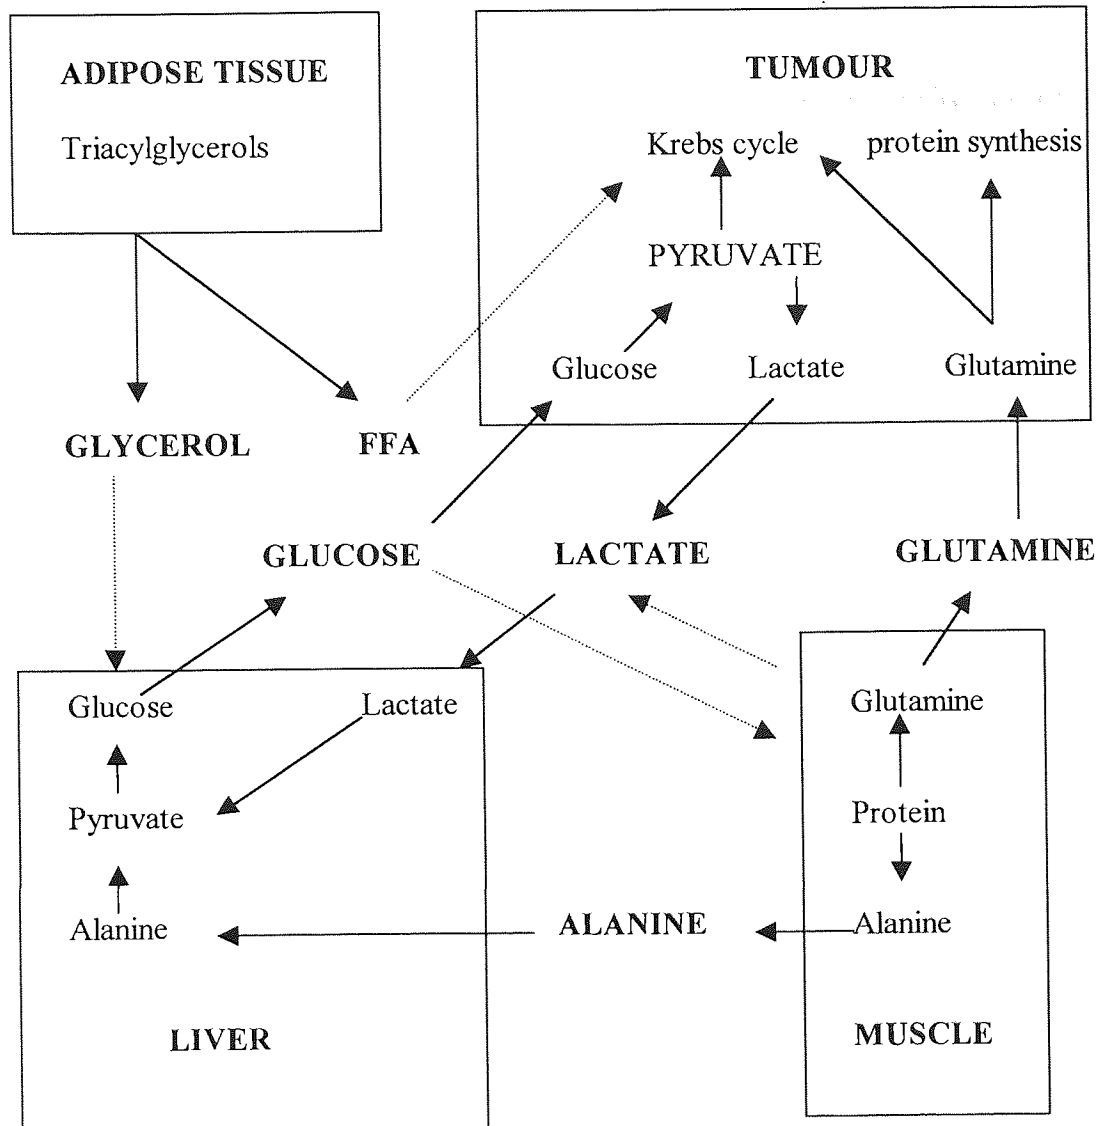 ADIPOSE TISSUE
Triacylglycerols
TUMOUR
Krebs cycle
protein synthesis
PYRUVATE
Glucose
Lactate
Glutamine
GLYCEROL
FFA
GLUCOSE
LACTATE
GLUTAMINE
Glucose
Lactate
Pyruvate
Alanine
LIVER
ALANINE
Glutamine
Protein
Alanine
MUSCLE